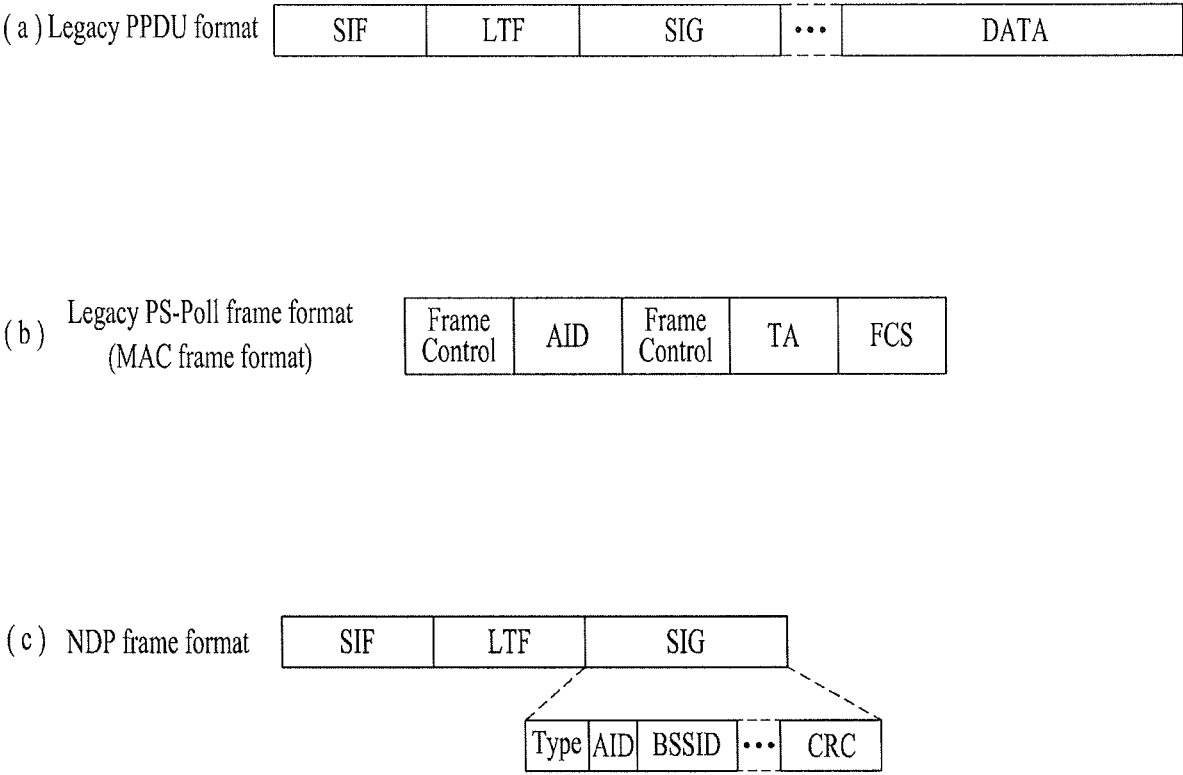 (a) Legacy PPDU format SIF LTF SIG ••• DATA
(b) Legacy PS-Poll frame format
(MAC frame format)
Frame
Control
AID
Frame
Control
TA
FCS
(c) NDP frame format SIF LTF SIG
Type AID BSSID ••• CRC